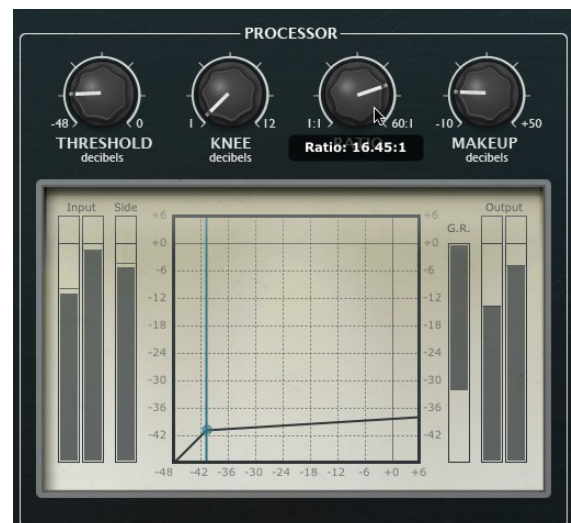 PROCESSOR
-48 0
1 12
1:1 60:1
-10 +50
THRESHOLD
decibels
KNEE
decibels
RATIO
Ratio: 16.45:1
MAKEUP
decibels
Input Side
Output
G.R.
+6 +6
+0 +0
-6 -6
-12 -12
-18 -18
-24 -24
-30 -30
-36 -36
-42 -42
-48 -42 -36 -30 -24 -18 -12 -6 +0 +6